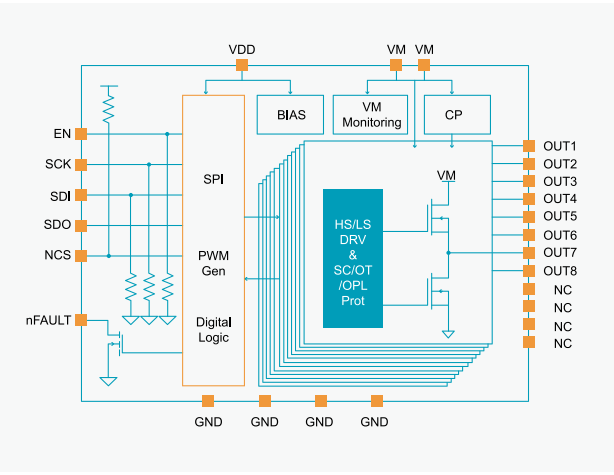 VDD
VM
VM
BIAS
VM
Monitoring
CP
EN
SCK
SDI
SDO
NCS
nFAULT
SPI
PWM
Gen
Digital
Logic
VM
HS/LS
DRV
&
SC/OT
/OPL
Prot
OUT1
OUT2
OUT3
OUT4
OUT5
OUT6
OUT7
OUT8
NC
NC
NC
NC
GND
GND
GND
GND